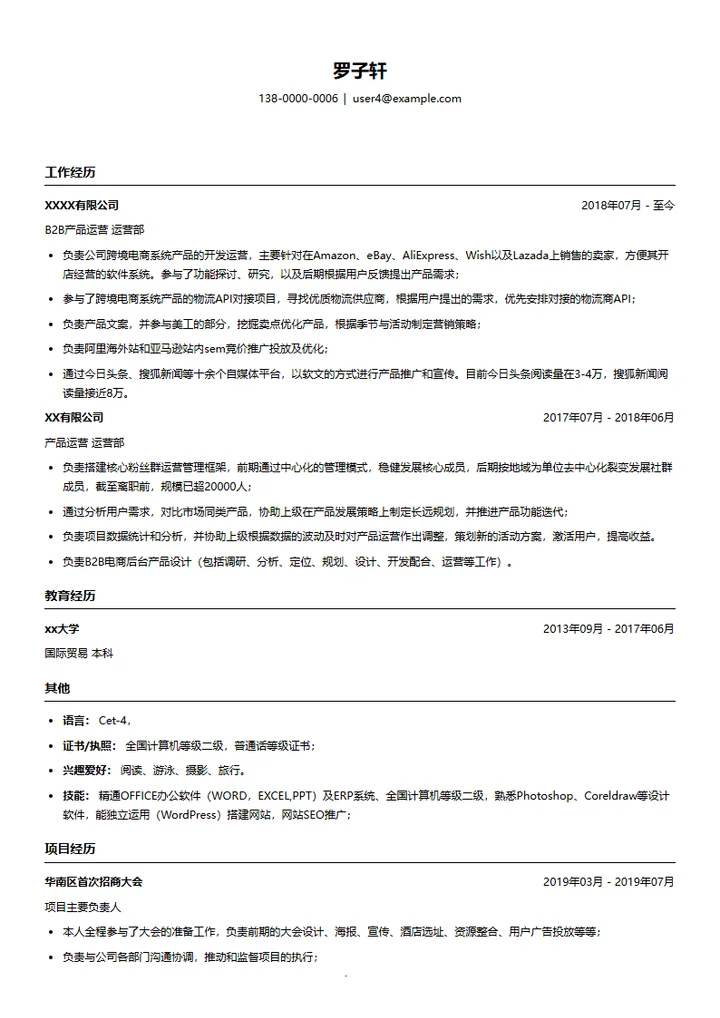 罗子轩
138-0000-0006 | user4@example.com
工作经历
XXXX有限公司 2018年07月 - 至今
B2B产品运营 运营部
• 负责公司跨境电商系统产品的开发运营，主要针对在Amazon、eBay、AliExpress、Wish以及Lazada上销售的卖家，方便其开
店经营的软件系统。参与了功能探讨、研究，以及后期根据用户反馈提出产品需求；
• 参与了跨境电商系统产品的物流API对接项目，寻找优质物流供应商，根据用户提出的需求，优先安排对接的物流商API；
• 负责产品文案，并参与美工的部分，挖掘卖点优化产品，根据季节与活动制定营销策略；
• 负责阿里海外站和亚马逊站内sem竞价推广投放及优化；
• 通过今日头条、搜狐新闻等十余个自媒体平台，以软文的方式进行产品推广和宣传。目前今日头条阅读量在3-4万，搜狐新闻阅
读量接近8万。
XX有限公司 2017年07月 - 2018年06月
产品运营 运营部
• 负责搭建核心粉丝群运营管理框架，前期通过中心化的管理模式，稳健发展核心成员，后期按地域为单位去中心化裂变发展社群
成员，截至离职前，规模已超20000人；
• 通过分析用户需求，对比市场同类产品，协助上级在产品发展策略上制定长远规划，并推进产品功能迭代；
• 负责项目数据统计和分析，并协助上级根据数据的波动及时对产品运营作出调整，策划新的活动方案，激活用户，提高收益。
• 负责B2B电商后台产品设计（包括调研、分析、定位、规划、设计、开发配合、运营等工作）。
教育经历
xx大学 2013年09月 - 2017年06月
国际贸易 本科
其他
• 语言： Cet-4，
• 证书/执照： 全国计算机等级二级，普通话等级证书；
• 兴趣爱好： 阅读、游泳、摄影、旅行。
• 技能： 精通OFFICE办公软件（WORD，EXCEL,PPT）及ERP系统、全国计算机等级二级，熟悉Photoshop、Coreldraw等设计
软件，能独立运用（WordPress）搭建网站，网站SEO推广；
项目经历
华南区首次招商大会 2019年03月 - 2019年07月
项目主要负责人
• 本人全程参与了大会的准备工作，负责前期的大会设计、海报、宣传、酒店选址、资源整合、用户广告投放等等；
• 负责与公司各部门沟通协调，推动和监督项目的执行；